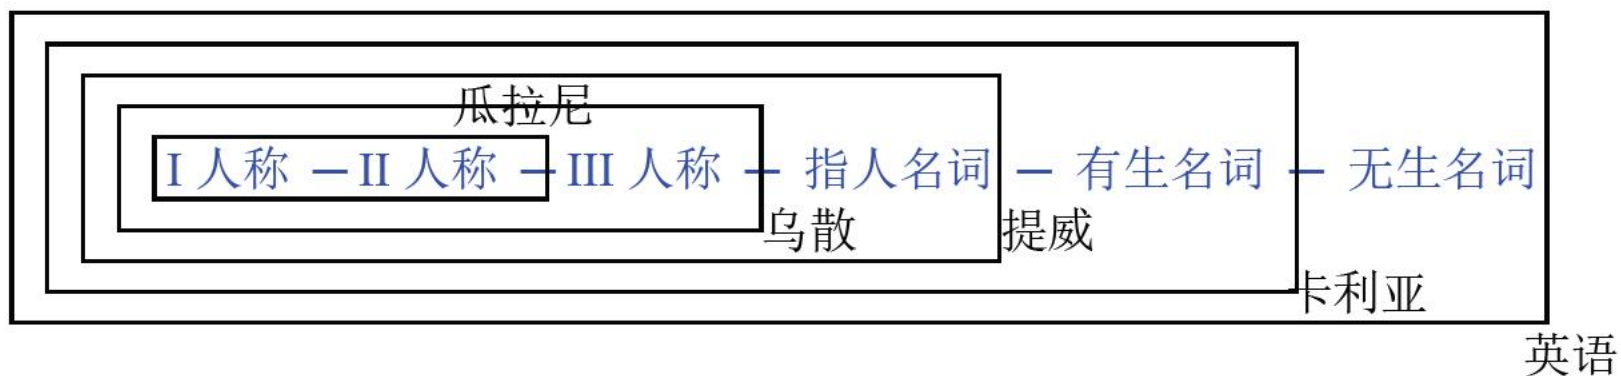 瓜拉尼
I 人称 – II 人称 – III 人称 – 指人名词 – 有生名词 – 无生名词
乌散 提威
卡利亚
英语